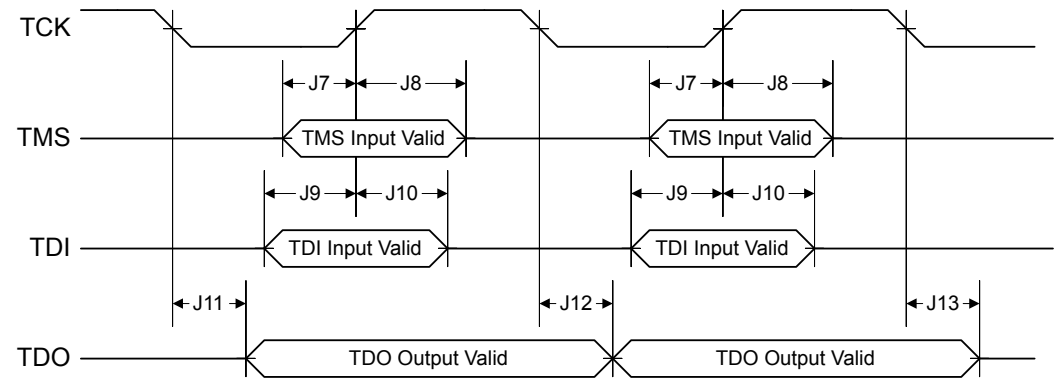 TCK
J7 J8 J7 J8
TMS TMS Input Valid TMS Input Valid
J9 J10 J9 J10
TDI TDI Input Valid TDI Input Valid
J11 J12 J13
TDO TDO Output Valid TDO Output Valid